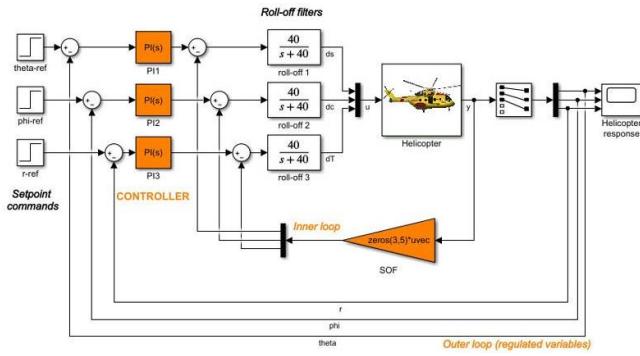 Roll-off filters
theta-ref
+
−
PI(s)
PI1
+
−
40
s + 40
roll-off 1
ds
phi-ref
+
−
PI(s)
PI2
+
−
40
s + 40
roll-off 2
dc
u
Helicopter
y
Helicopter
response
r-ref
+
−
PI(s)
PI3
+
−
40
s + 40
roll-off 3
dT
Setpoint
commands
CONTROLLER
Inner loop
zeros(3,5)*uvec
SOF
r
phi
theta
Outer loop (regulated variables)